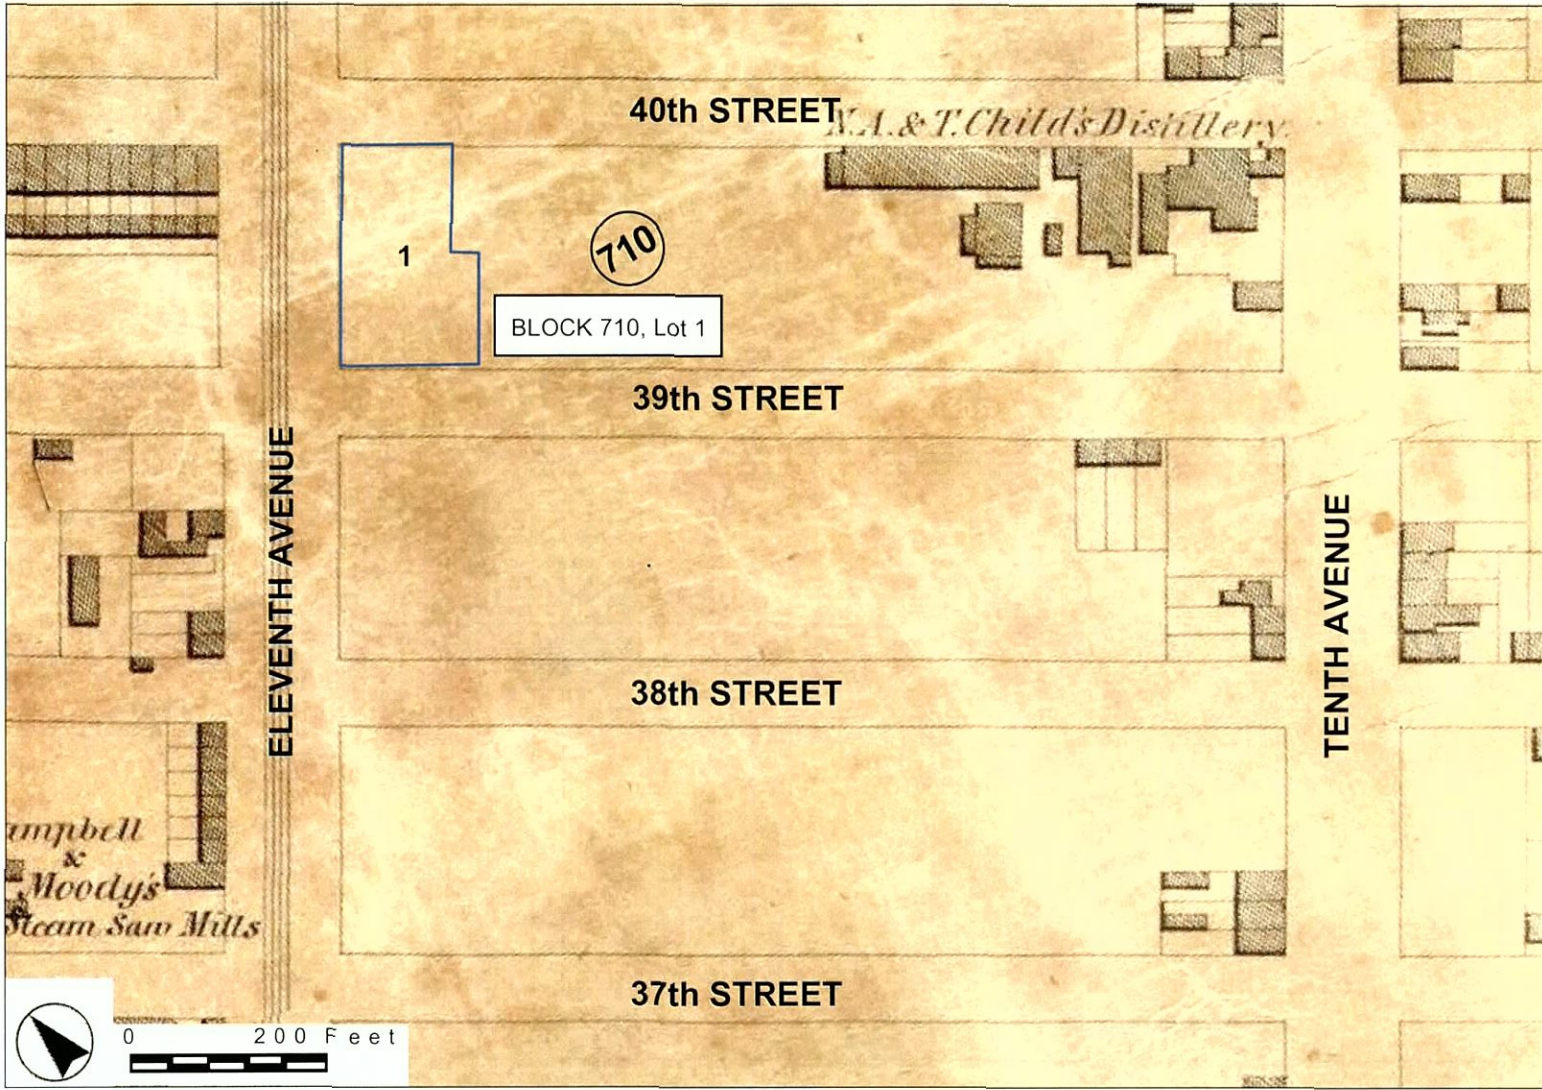 40th STREET
N.A. & T. Child's Distillery.
1
710
BLOCK 710, Lot 1
39th STREET
ELEVENTH AVENUE
TENTH AVENUE
38th STREET
ampbell
&
Moody's
Steam Saw Mills
37th STREET
0 200 Feet